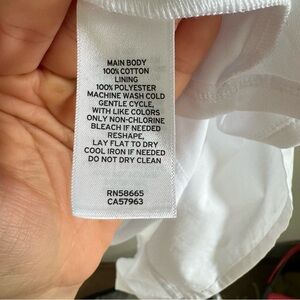 MAIN BODY
100% COTTON
LINING
100% POLYESTER
MACHINE WASH COLD
GENTLE CYCLE,
WITH LIKE COLORS
ONLY NON-CHLORINE
BLEACH IF NEEDED
RESHAPE,
LAY FLAT TO DRY
COOL IRON IF NEEDED
DO NOT DRY CLEAN
RN58665
CA57963